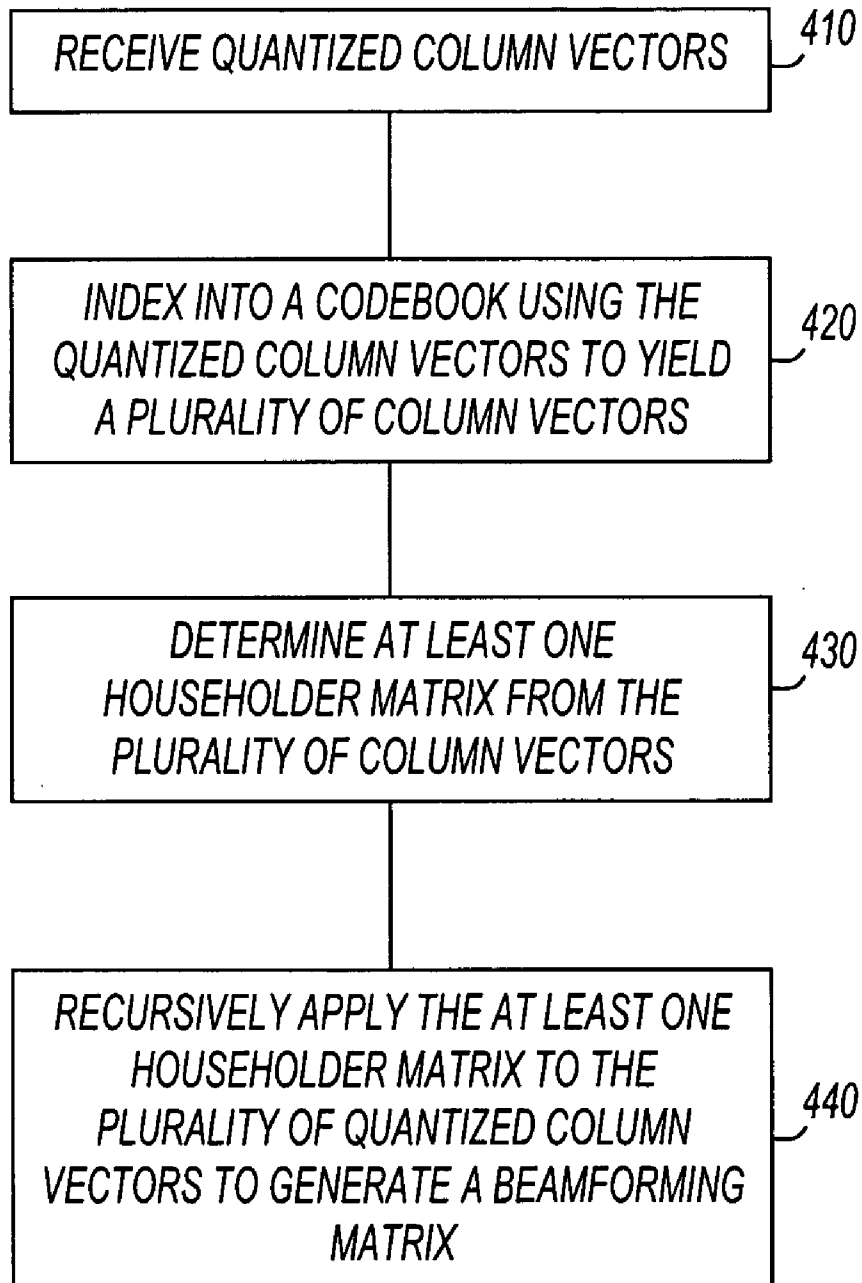 RECEIVE QUANTIZED COLUMN VECTORS
410
INDEX INTO A CODEBOOK USING THE
QUANTIZED COLUMN VECTORS TO YIELD
A PLURALITY OF COLUMN VECTORS
420
DETERMINE AT LEAST ONE
HOUSEHOLDER MATRIX FROM THE
PLURALITY OF COLUMN VECTORS
430
RECURSIVELY APPLY THE AT LEAST ONE
HOUSEHOLDER MATRIX TO THE
PLURALITY OF QUANTIZED COLUMN
VECTORS TO GENERATE A BEAMFORMING
MATRIX
440